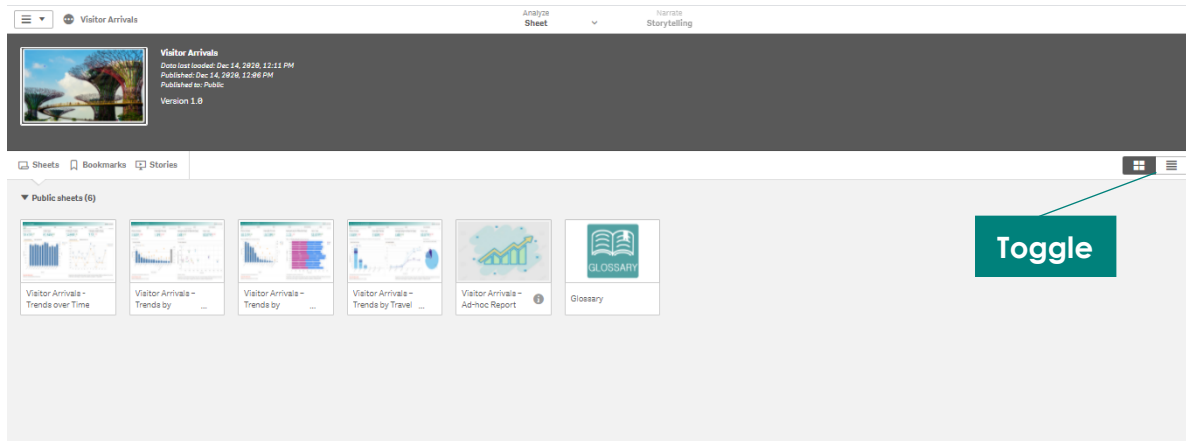 Visitor Arrivals
Analyze
Sheet
Narrate
Storytelling
Visitor Arrivals
Data last loaded: Dec 14, 2020, 12:11 PM
Published: Dec 14, 2020, 12:06 PM
Published to: Public
Version 1.0
Sheets
Bookmarks
Stories
Public sheets (6)
Toggle
GLOSSARY
Visitor Arrivals -
Trends over Time
Visitor Arrivals -
Trends by ...
Visitor Arrivals -
Trends by ...
Visitor Arrivals -
Trends by Travel ...
Visitor Arrivals -
Ad-hoc Report
Glossary